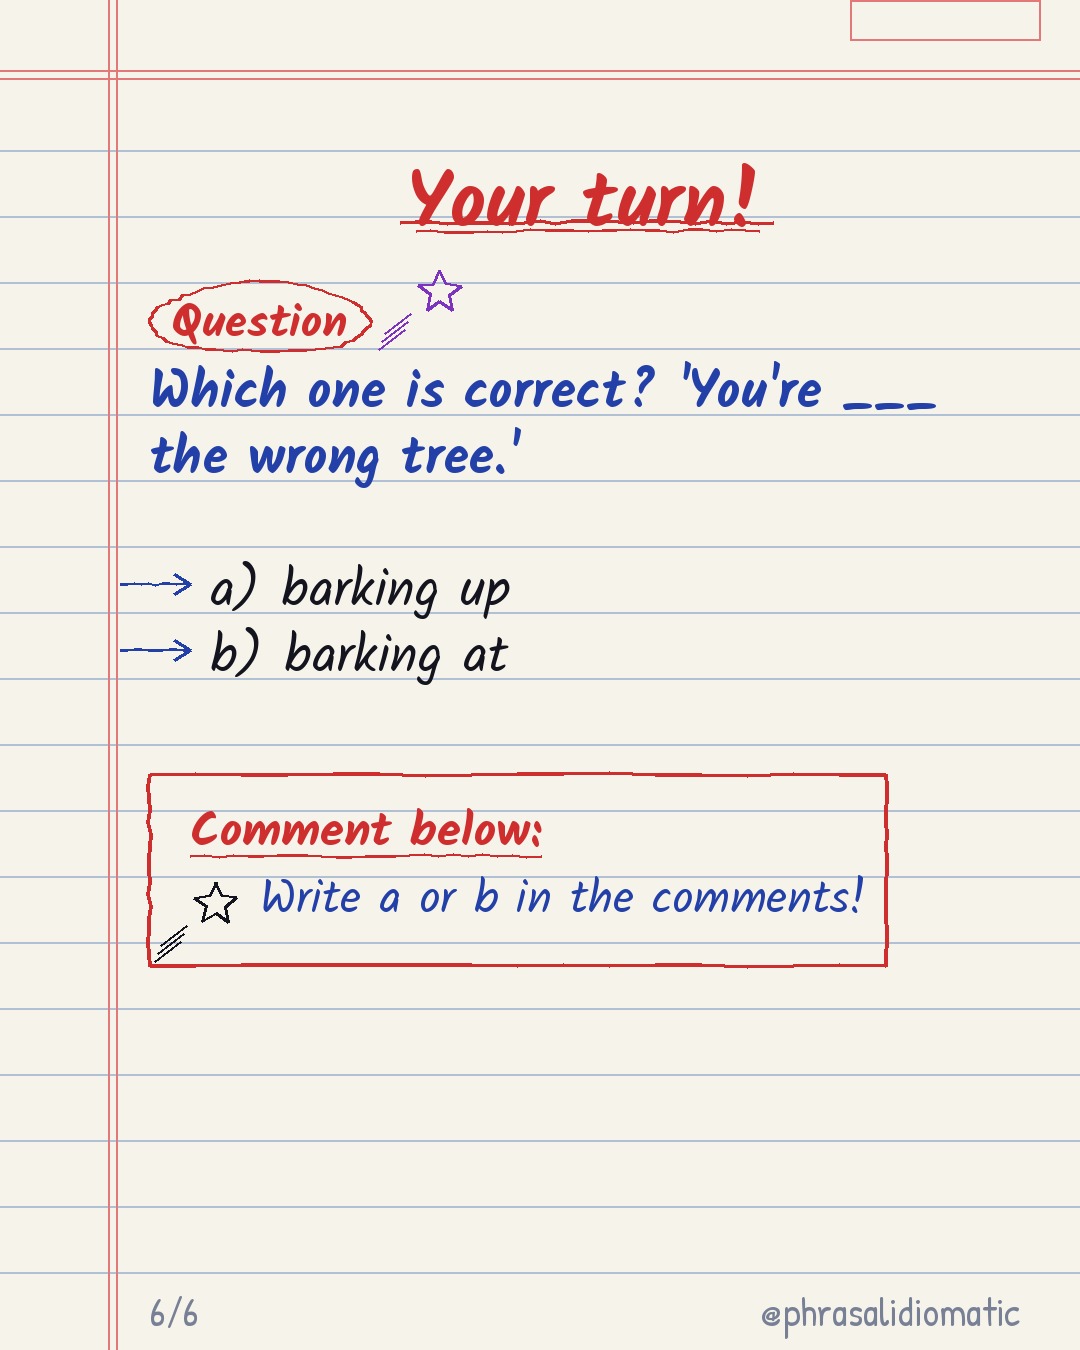 Your turn!
Question
Which one is correct? 'You're ___
the wrong tree.'
a) barking up
b) barking at
Comment below:
Write a or b in the comments!
6/6
@phrasalidiomatic